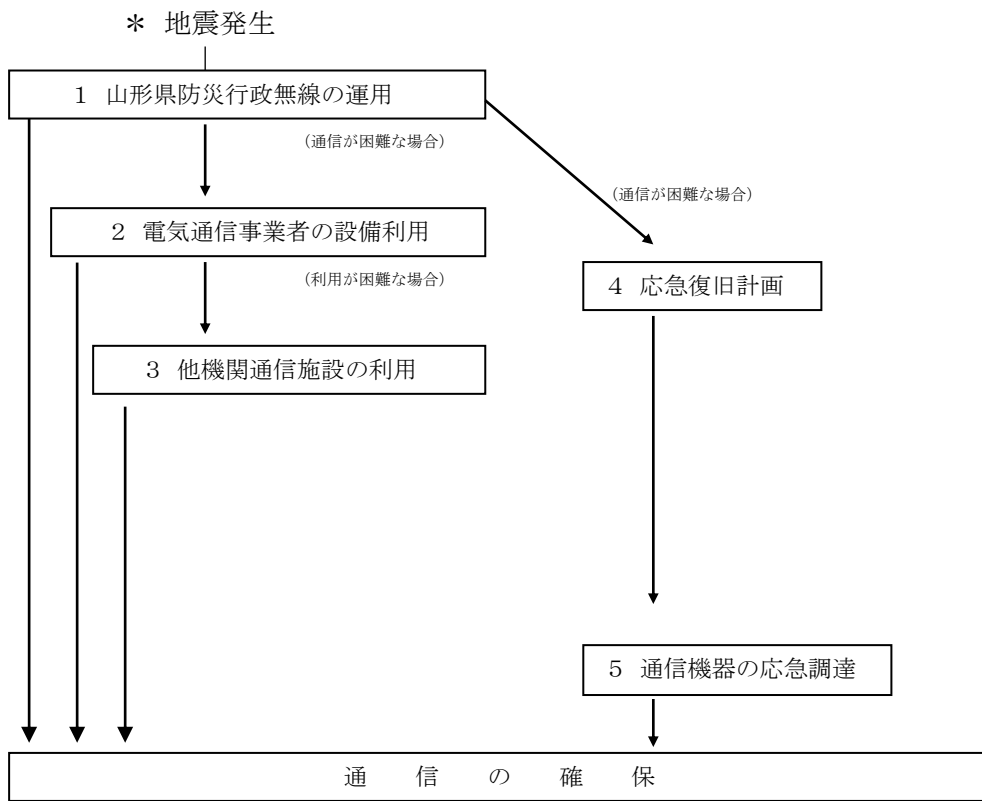 ＊ 地震発生
１ 山形県防災行政無線の運用
（通信が困難な場合）
（通信が困難な場合）
２ 電気通信事業者の設備利用
（利用が困難な場合）
４ 応急復旧計画
３ 他機関通信施設の利用
５ 通信機器の応急調達
通 信 の 確 保